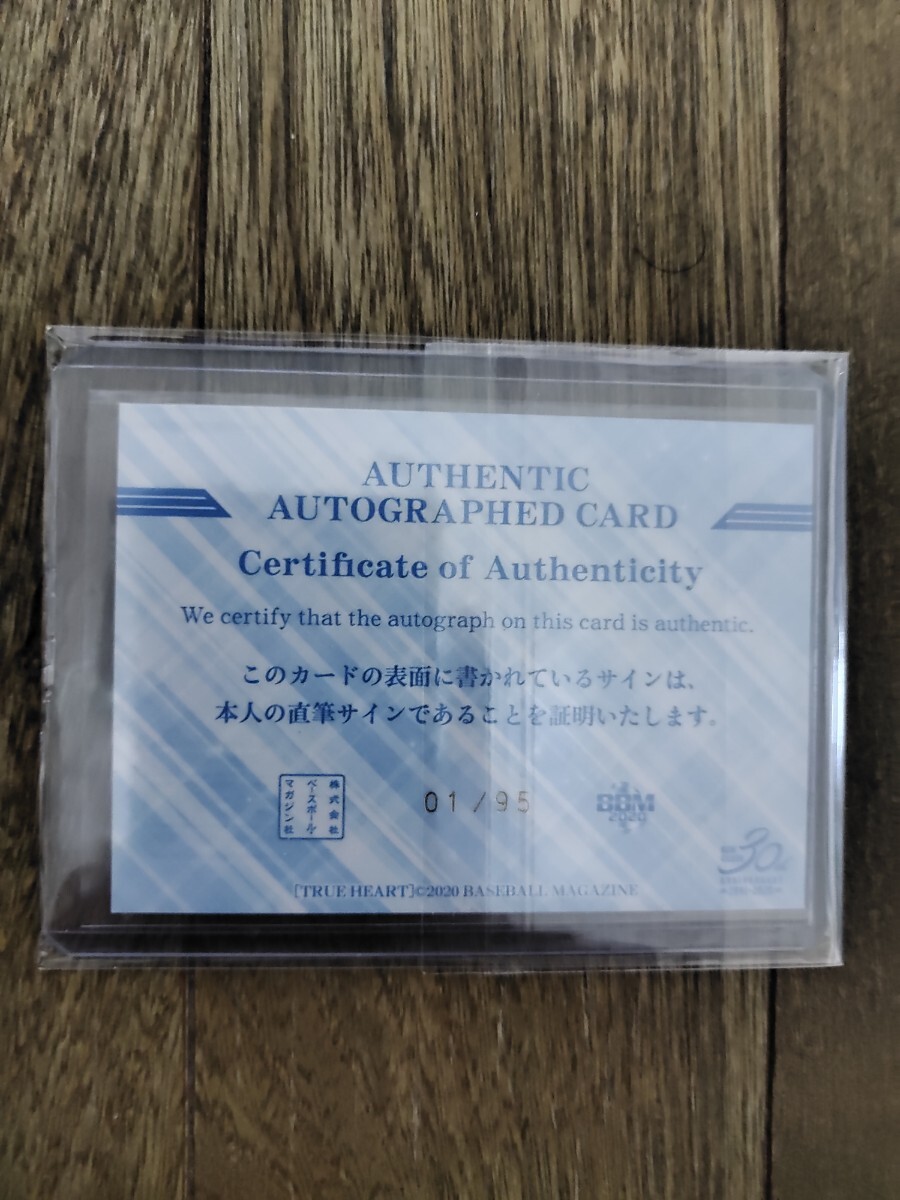 AUTHENTIC
AUTOGRAPHED CARD
Certificate of Authenticity
We certify that the autograph on this card is authentic.
このカードの表面に書かれているサインは、
本人の直筆サインであることを証明いたします。
株式会社
ベースボール
マガジン社
01/95
BBM
2020
30
[TRUE HEART]©2020 BASEBALL MAGAZINE